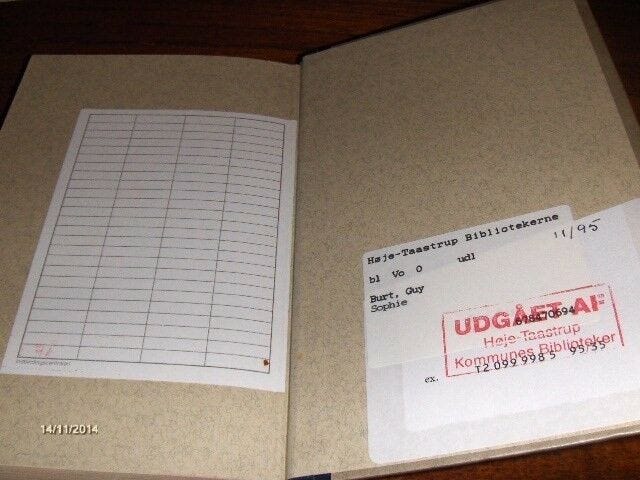 Høje-Taastrup Bibliotekerne
11/95
bl Vo 0 udl
Burt, Guy
Sophie
UDGÅET AF
678470694
Høje-Taastrup
Kommunes Biblioteker
ex. T2 099 998 5 95/35
14/11/2014